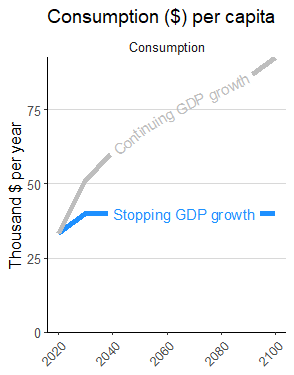 Consumption ($) per capita
Consumption
Thousand $ per year
75
50
25
0
Continuing GDP growth
Stopping GDP growth
2020
2040
2060
2080
2100